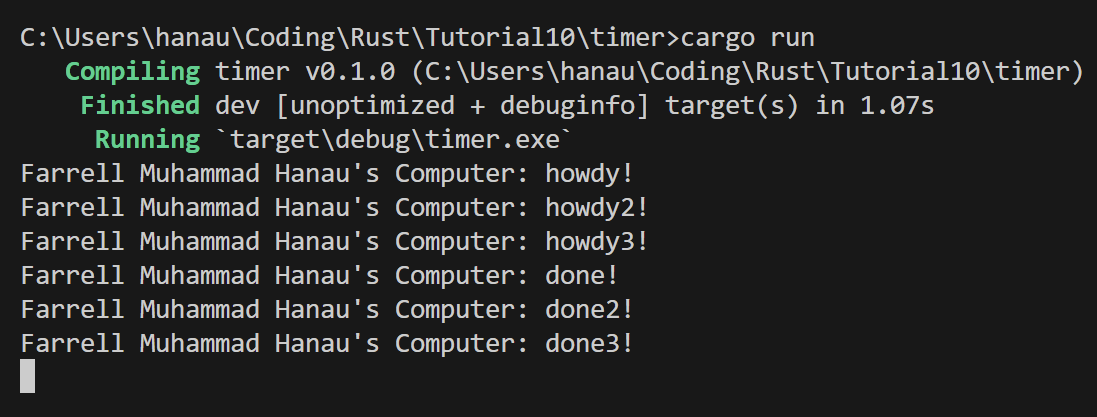 C:\Users\hanau\Coding\Rust\Tutorial10\timer>cargo run
Compiling timer v0.1.0 (C:\Users\hanau\Coding\Rust\Tutorial10\timer)
Finished dev [unoptimized + debuginfo] target(s) in 1.07s
Running `target\debug\timer.exe`
Farrell Muhammad Hanau's Computer: howdy!
Farrell Muhammad Hanau's Computer: howdy2!
Farrell Muhammad Hanau's Computer: howdy3!
Farrell Muhammad Hanau's Computer: done!
Farrell Muhammad Hanau's Computer: done2!
Farrell Muhammad Hanau's Computer: done3!